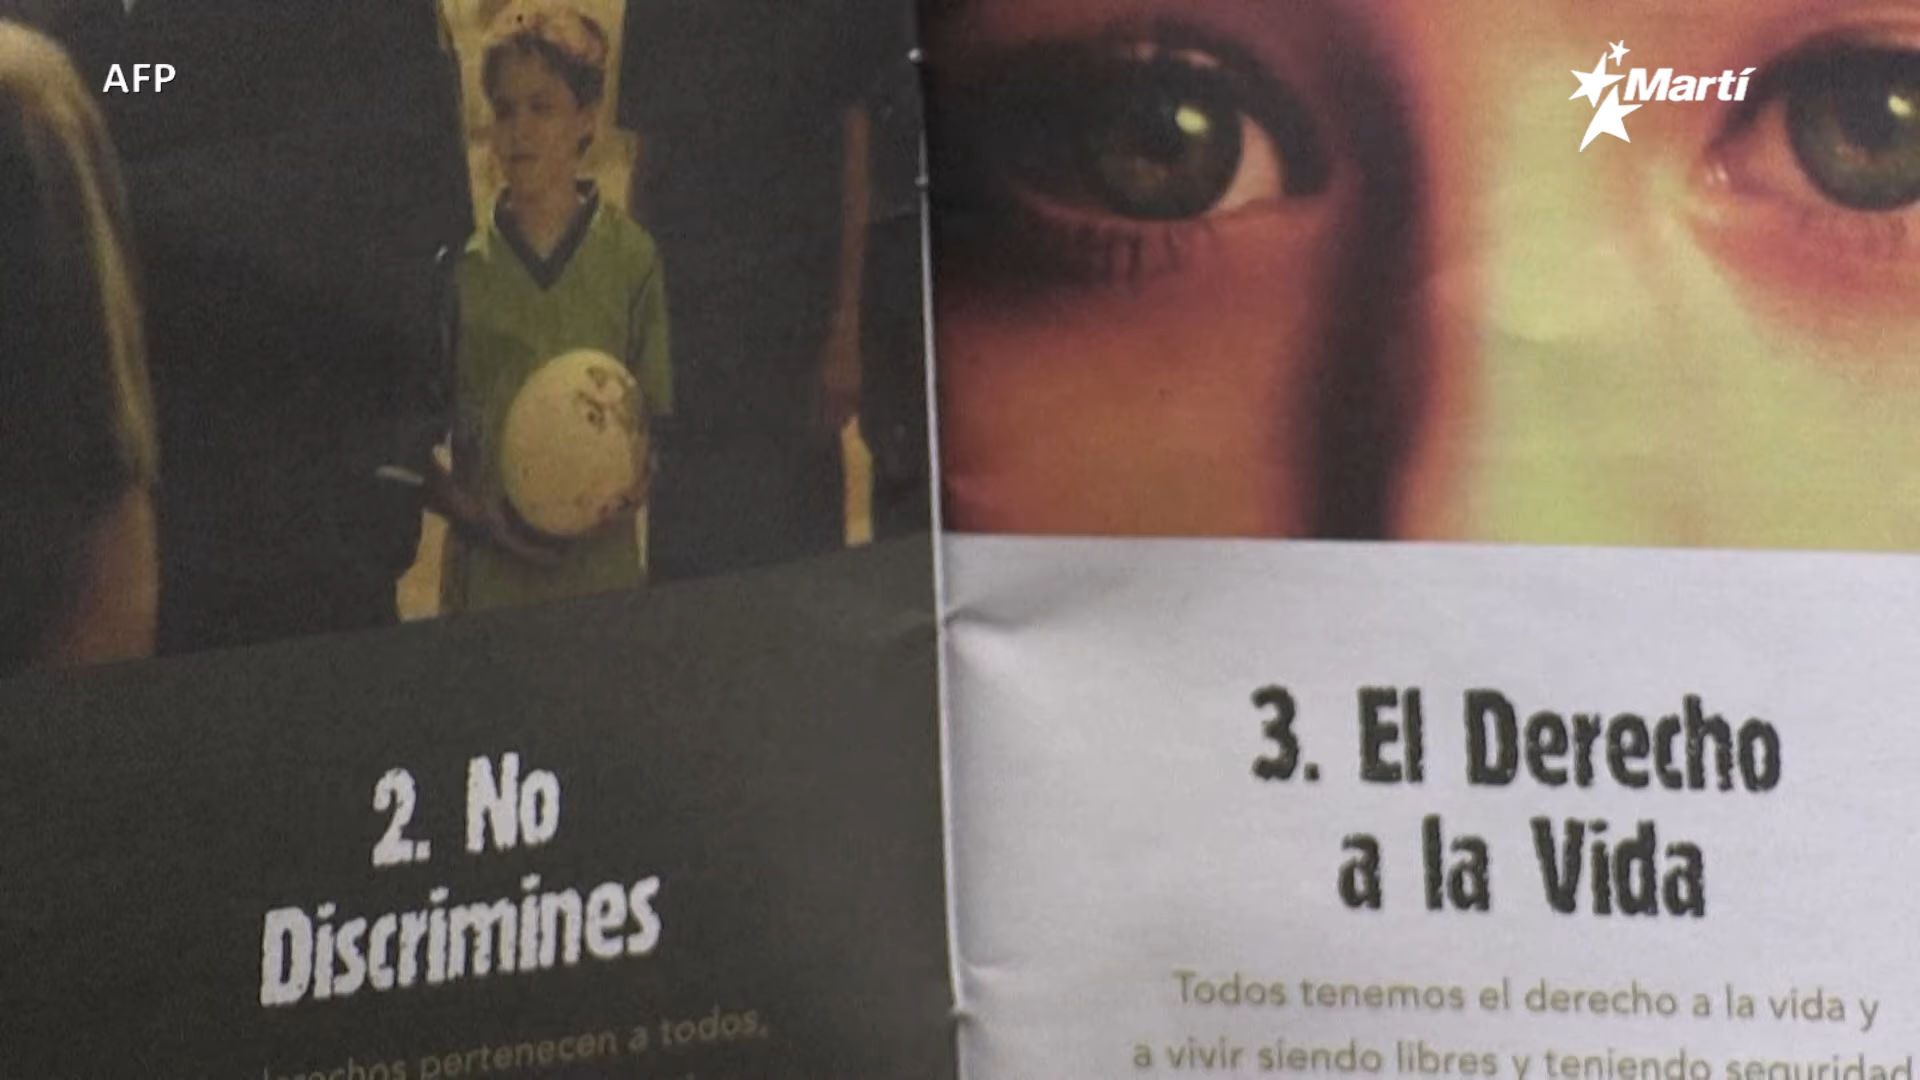 AFP
Martí
2. No
Discrimines
pertenecen a todos,
3. El Derecho
a la Vida
Todos tenemos el derecho a la vida y
a vivir siendo libres y teniendo seguridad